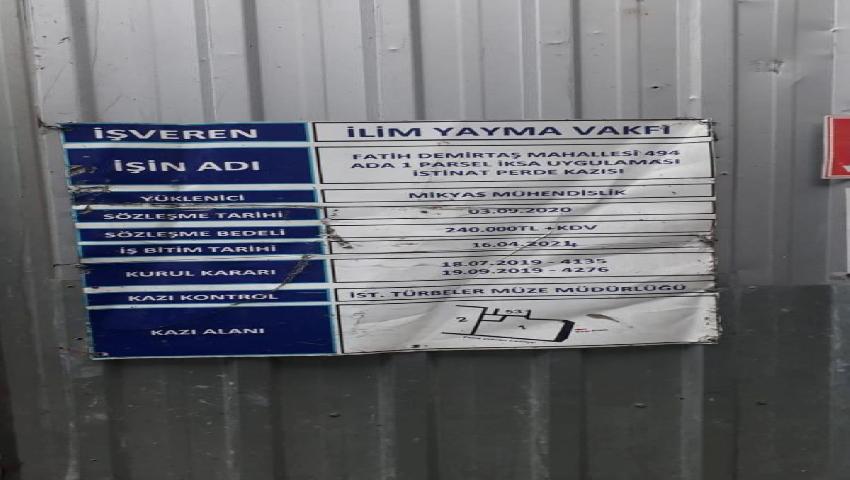 İŞVEREN İLİM YAYMA VAKFI
İŞİN ADI FATİH DEMİRTAŞ MAHALLESİ 494
ADA 1 PARSEL İKSA UYGULAMASI
İSTİNAT PERDE KAZISI
YÜKLENİCİ MİKYAS MÜHENDİSLİK
SÖZLEŞME TARİHİ 03.09.2020
SÖZLEŞME BEDELİ 240.000TL +KDV
İŞ BİTİM TARİHİ 16.04.2021
KURUL KARARI 18.07.2019 - 4135
19.09.2019 - 4276
KAZI KONTROL İST. TÜRBELER MÜZE MÜDÜRLÜĞÜ
KAZI ALANI
2
1